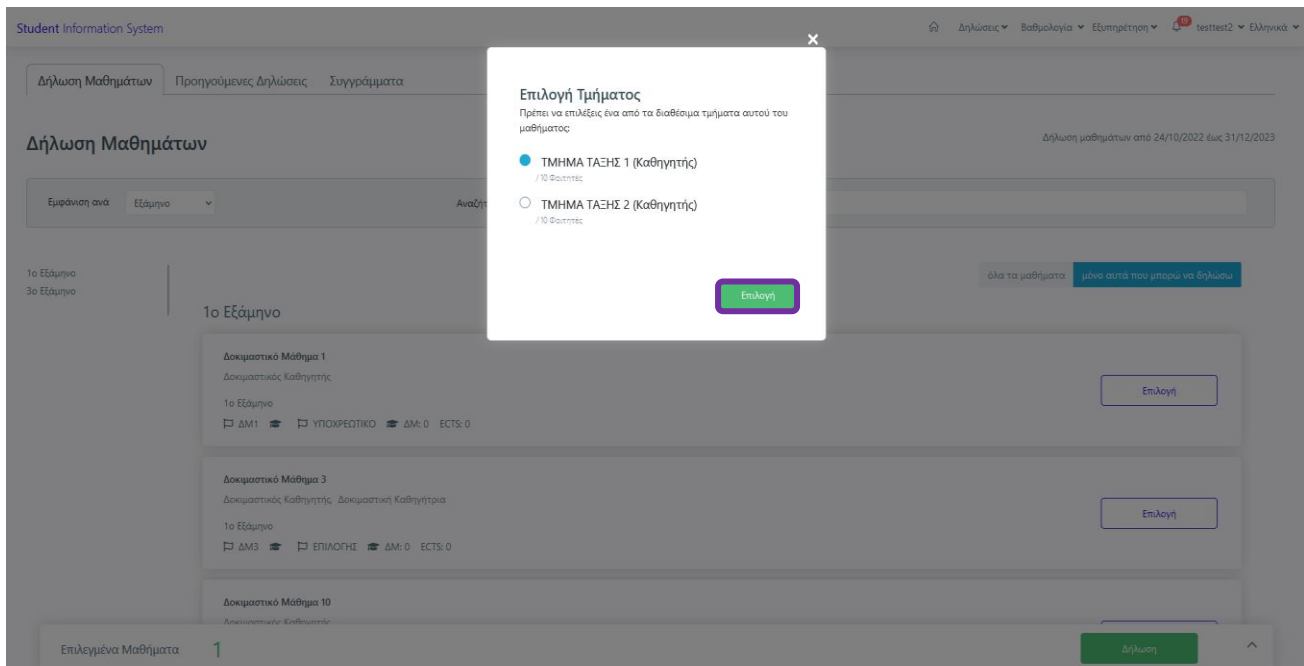 Student Information System
Δηλώσεις Βαθμολογία Εξυπηρέτηση 19 testtest2 Ελληνικά
×
Δήλωση Μαθημάτων Προηγούμενες Δηλώσεις Συγγράμματα
Επιλογή Τμήματος
Πρέπει να επιλέξεις ένα από τα διαθέσιμα τμήματα αυτού του
μαθήματος:
ΤΜΗΜΑ ΤΑΞΗΣ 1 (Καθηγητής)
/10 Φοιτητές
ΤΜΗΜΑ ΤΑΞΗΣ 2 (Καθηγητής)
/10 Φοιτητές
Επιλογή
Δήλωση Μαθημάτων
Δήλωση μαθημάτων από 24/10/2022 έως 31/12/2023
Εμφάνιση ανά Εξάμηνο Αναζήτ
1ο Εξάμηνο
3ο Εξάμηνο
όλα τα μαθήματα μόνο αυτά που μπορώ να δηλώσω
1ο Εξάμηνο
Δοκιμαστικό Μάθημα 1
Δοκιμαστικός Καθηγητής
1ο Εξάμηνο
ΔΜ1 ΥΠΟΧΡΕΩΤΙΚΟ ΔΜ: 0 ECTS: 0
Επιλογή
Δοκιμαστικό Μάθημα 3
Δοκιμαστικός Καθηγητής, Δοκιμαστική Καθηγήτρια
1ο Εξάμηνο
ΔΜ3 ΕΠΙΛΟΓΗΣ ΔΜ: 0 ECTS: 0
Επιλογή
Δοκιμαστικό Μάθημα 10
Δοκιμαστικός Καθηγητής
Επιλεγμένα Μαθήματα 1
Δήλωση